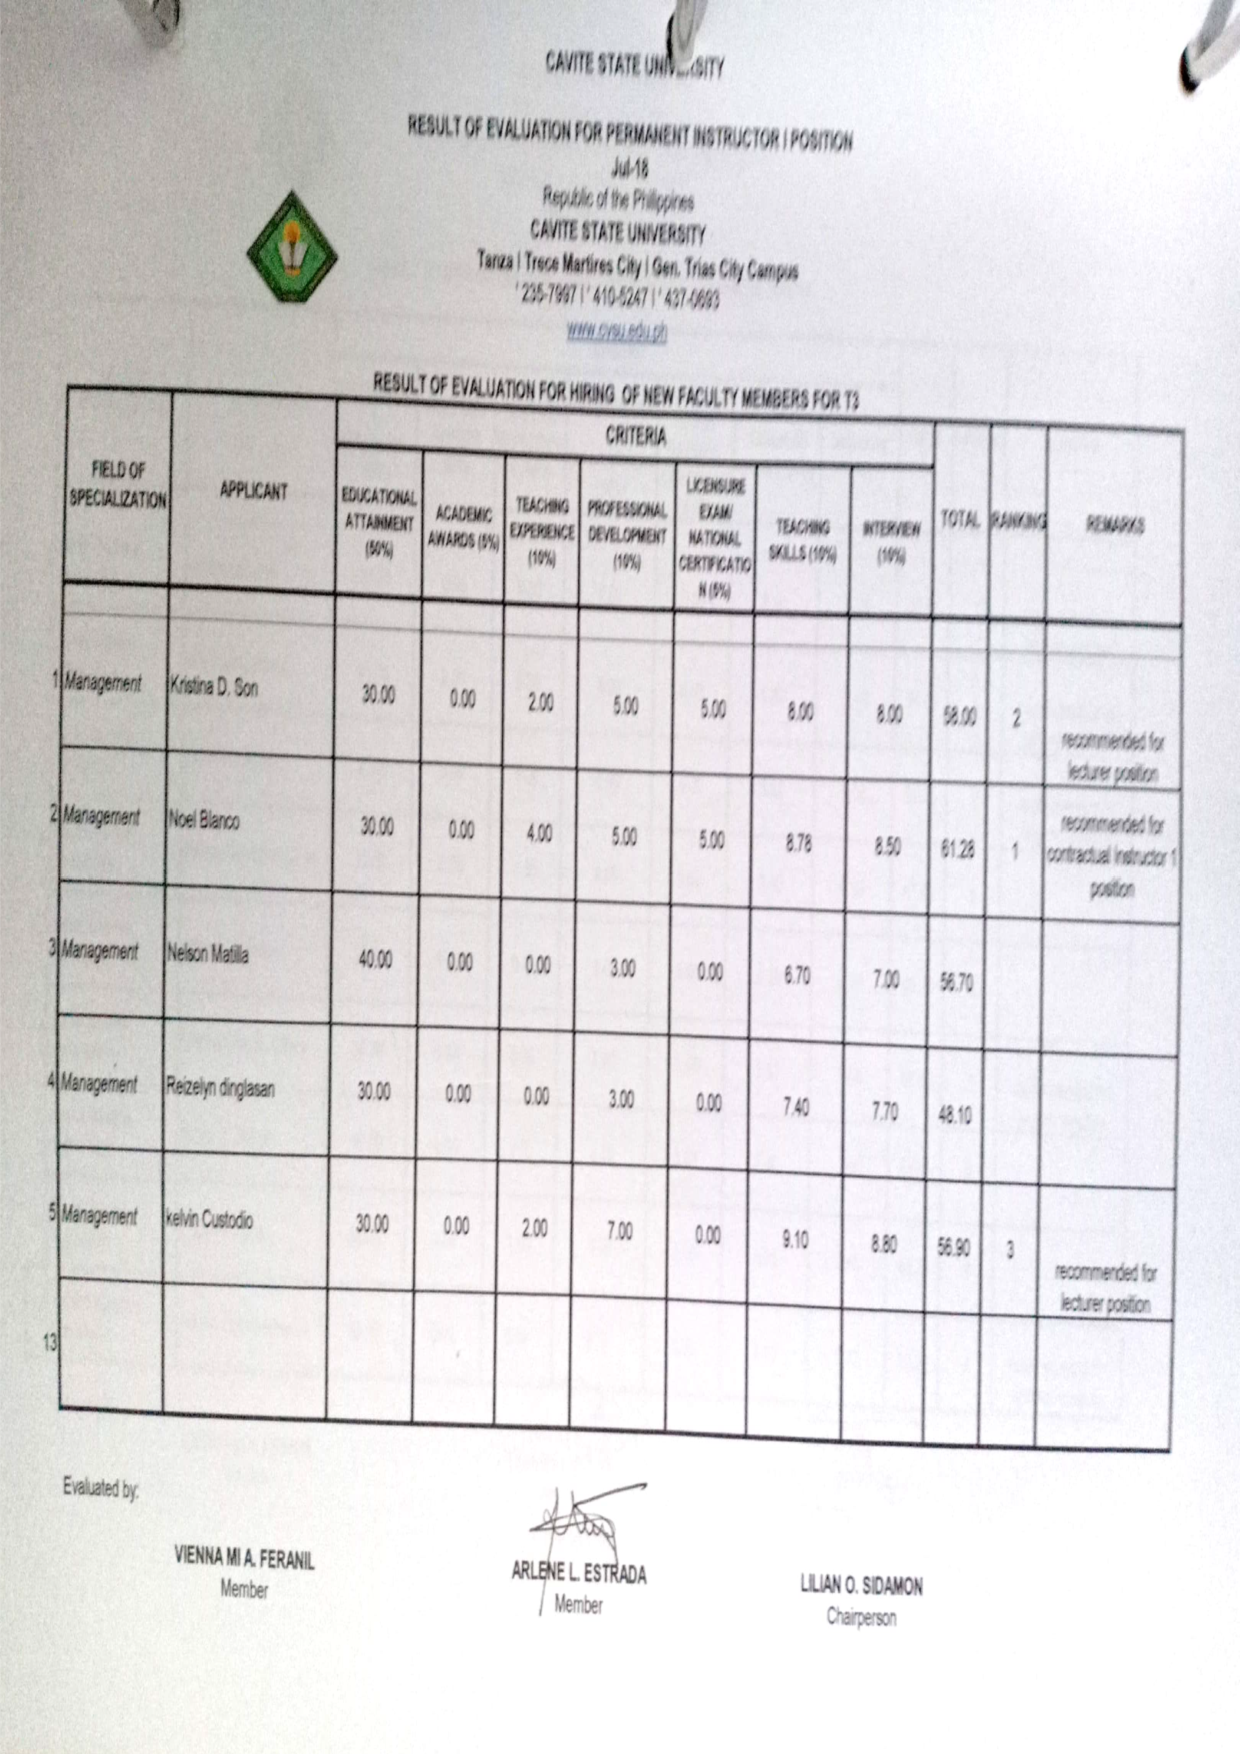 CAVITE STATE UNIVERSITY
RESULT OF EVALUATION FOR PERMANENT INSTRUCTOR I POSITION
Jul-18
Republic of the Philippines
CAVITE STATE UNIVERSITY
Tanza | Trece Martires City | Gen. Trias City Campus
' 235-7997 | ' 410-5247 | ' 437-0693
www.cvsu.edu.ph
RESULT OF EVALUATION FOR HIRING OF NEW FACULTY MEMBERS FOR T3
FIELD OF SPECIALIZATION APPLICANT CRITERIA TOTAL RANKING REMARKS
EDUCATIONAL ATTAINMENT (50%) ACADEMIC AWARDS (5%) TEACHING EXPERIENCE (10%) PROFESSIONAL DEVELOPMENT (10%) LICENSURE EXAM/ NATIONAL CERTIFICATIO N (5%) TEACHING SKILLS (10%) INTERVIEW (10%)
1 Management Kristina D. Son 30.00 0.00 2.00 5.00 5.00 8.00 8.00 58.00 2 recommended for lecturer position
2 Management Noel Blanco 30.00 0.00 4.00 5.00 5.00 8.78 8.50 61.28 1 recommended for contractual instructor 1 position
3 Management Nelson Matilla 40.00 0.00 0.00 3.00 0.00 6.70 7.00 56.70
4 Management Reizelyn dinglasan 30.00 0.00 0.00 3.00 0.00 7.40 7.70 48.10
5 Management kelvin Custodio 30.00 0.00 2.00 7.00 0.00 9.10 8.80 56.90 3 recommended for lecturer position
13
Evaluated by:
VIENNA MI A. FERANIL ARLENE L. ESTRADA LILIAN O. SIDAMON
Member Member Chairperson